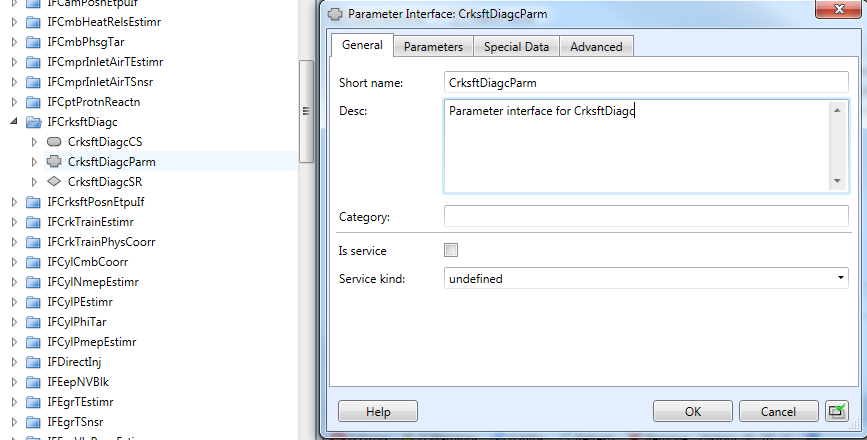 IFCamPosnEtpuIf
IFCmbHeatRelsEstimr
IFCmbPhsgTar
IFCmprInletAirTEstimr
IFCmprInletAirTSnsr
IFCptProtnReactn
IFCrksftDiagc
CrksftDiagcCS
CrksftDiagcParm
CrksftDiagcSR
IFCrksftPosnEtpuIf
IFCrkTrainEstimr
IFCrkTrainPhysCoorr
IFCylCmbCoorr
IFCylNmepEstimr
IFCylPEstimr
IFCylPhiTar
IFCylPmepEstimr
IFDirectInj
IFEepNVBlk
IFEgrTEstimr
IFEgrTSnsr
Parameter Interface: CrksftDiagcParm
General
Parameters
Special Data
Advanced
Short name:
CrksftDiagcParm
Desc:
Parameter interface for CrksftDiagc
Category:
Is service
Service kind:
undefined
Help
OK
Cancel